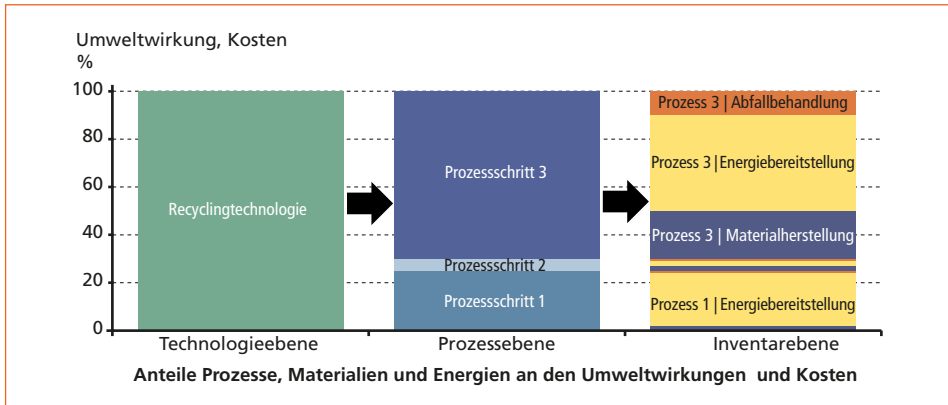 Umweltwirkung, Kosten
%
100
80
60
40
20
0
Recyclingtechnologie
Prozessschritt 3
Prozessschritt 2
Prozessschritt 1
Prozess 3 | Abfallbehandlung
Prozess 3 | Energiebereitstellung
Prozess 3 | Materialherstellung
Prozess 1 | Energiebereitstellung
Technologieebene
Prozessebene
Inventarebene
Anteile Prozesse, Materialien und Energien an den Umweltwirkungen und Kosten